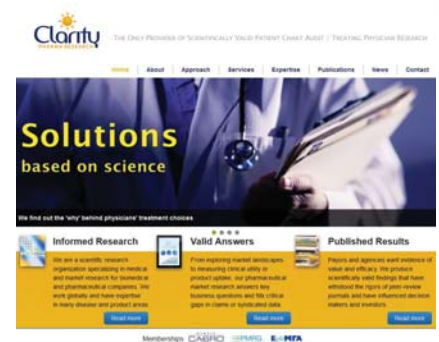 Clarity
PHARMA RESEARCH
THE ONLY PROVIDER OF SCIENTIFICALLY VALID PATIENT CHART AUDIT | TREATING PHYSICIAN RESEARCH
Home About Approach Services Expertise Publications News Contact
Solutions
based on science
We find out the 'why' behind physicians' treatment choices
Informed Research
We are a scientific research
organization specializing in medical
and market research for biomedical
and pharmaceutical companies. We
work globally and have expertise
in many disease and product areas.
Read more
Valid Answers
From exploring market landscapes
to measuring clinical utility or
product uptake, our pharmaceutical
market research answers key
business questions and fills critical
gaps in claims or syndicated data.
Read more
Published Results
Payors and agencies want evidence of
value and efficacy. We produce
scientifically valid findings that have
withstood the rigors of peer-review
journals and have influenced decision
makers and investors.
Read more
Memberships CASRO PMRG EphMRA